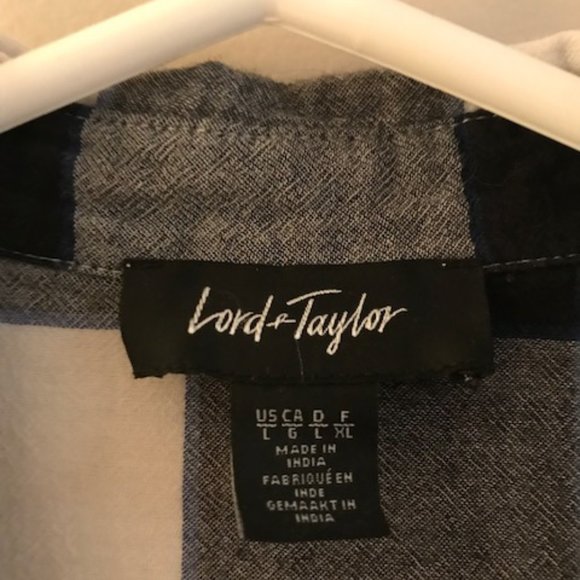 Lord + Taylor
US CA D F
L G L XL
MADE IN
INDIA
FABRIQUÉ EN
INDE
GEMAAKT IN
INDIA